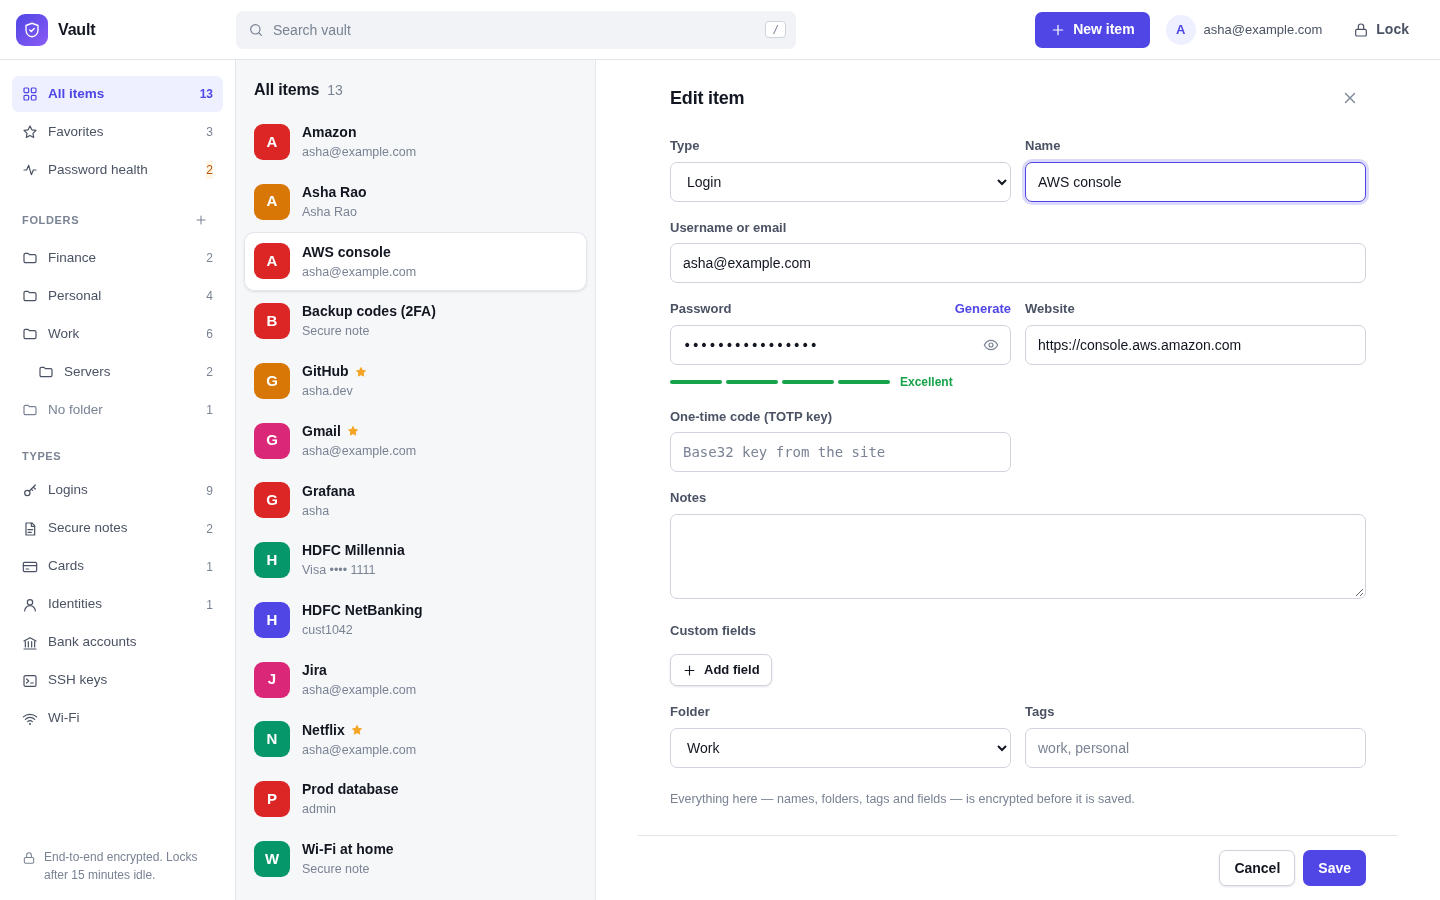 Vault
Search vault
/
New item
A
asha@example.com
Lock
All items 13
Favorites 3
Password health 2
FOLDERS
Finance 2
Personal 4
Work 6
Servers 2
No folder 1
TYPES
Logins 9
Secure notes 2
Cards 1
Identities 1
Bank accounts
SSH keys
Wi-Fi
End-to-end encrypted. Locks
after 15 minutes idle.
All items 13
A
Amazon
asha@example.com
A
Asha Rao
Asha Rao
A
AWS console
asha@example.com
B
Backup codes (2FA)
Secure note
G
GitHub
asha.dev
G
Gmail
asha@example.com
G
Grafana
asha
H
HDFC Millennia
Visa •••• 1111
H
HDFC NetBanking
cust1042
J
Jira
asha@example.com
N
Netflix
asha@example.com
P
Prod database
admin
W
Wi-Fi at home
Secure note
Edit item
Type Name
Login AWS console
Username or email
asha@example.com
Password Generate Website
•••••••••••••••• https://console.aws.amazon.com
Excellent
One-time code (TOTP key)
Base32 key from the site
Notes
Custom fields
Add field
Folder Tags
Work work, personal
Everything here — names, folders, tags and fields — is encrypted before it is saved.
Cancel Save